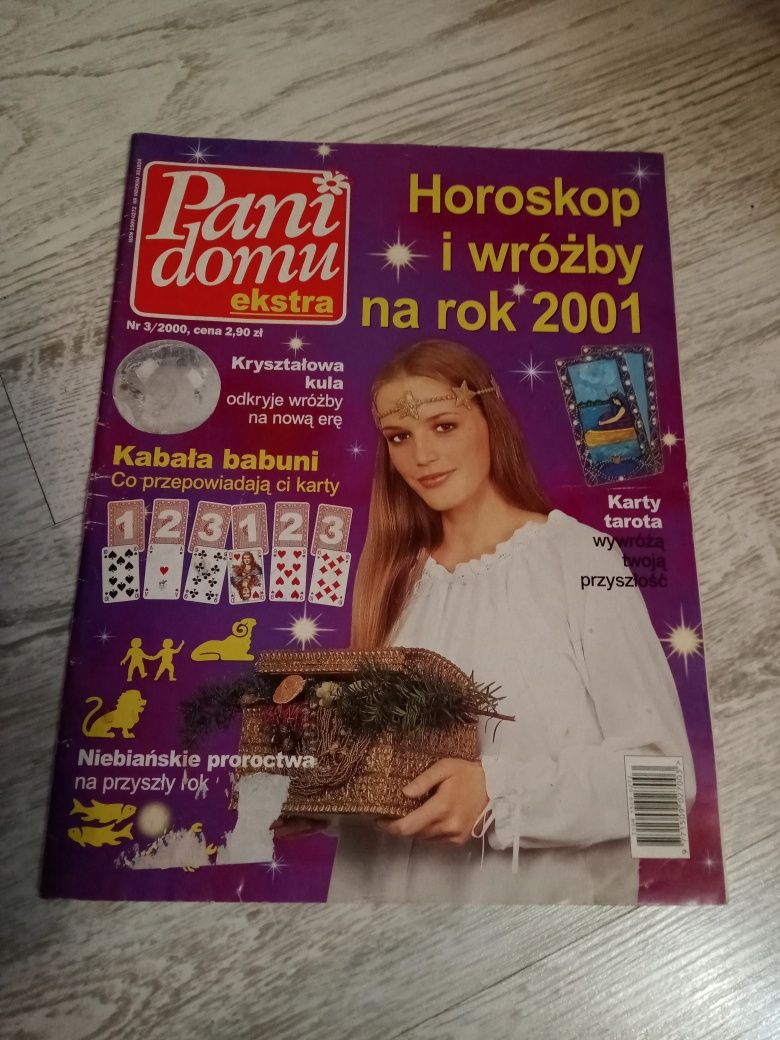 Pani
domu
ekstra
Nr 3/2000, cena 2,90 zł
Horoskop
i wróżby
na rok 2001
Kryształowa
kula
odkryje wróżby
na nową erę
Kabała babuni
Co przepowiadają ci karty
1 2 3 1 2 3
Karty
tarota
wywróżą
twoją
przyszłość
Niebiańskie proroctwa
na przyszły rok